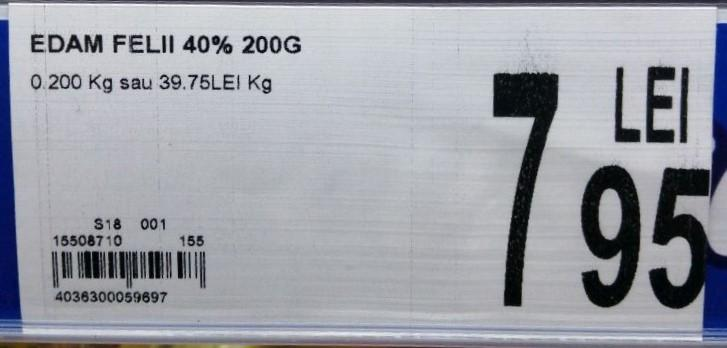 EDAM FELII 40% 200G
0.200 Kg sau 39.75LEI Kg
7 LEI
95
S18 001
15508710 155
4036300059697